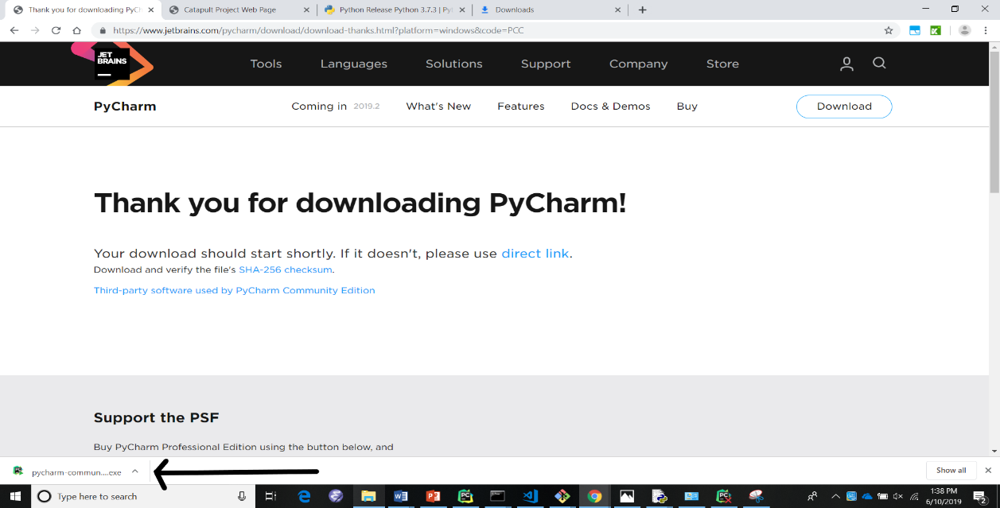 Thank you for downloading PyCh
Catapult Project Web Page
Python Release Python 3.7.3 | Pyt
Downloads
https://www.jetbrains.com/pycharm/download/download-thanks.html?platform=windows&code=PCC
JET
BRAINS
Tools Languages Solutions Support Company Store
PyCharm
Coming in 2019.2 What's New Features Docs & Demos Buy
Download
Thank you for downloading PyCharm!
Your download should start shortly. If it doesn't, please use direct link.
Download and verify the file's SHA-256 checksum.
Third-party software used by PyCharm Community Edition
Support the PSF
Buy PyCharm Professional Edition using the button below, and
pycharm-commun....exe
Show all
Type here to search
1:38 PM
6/10/2019